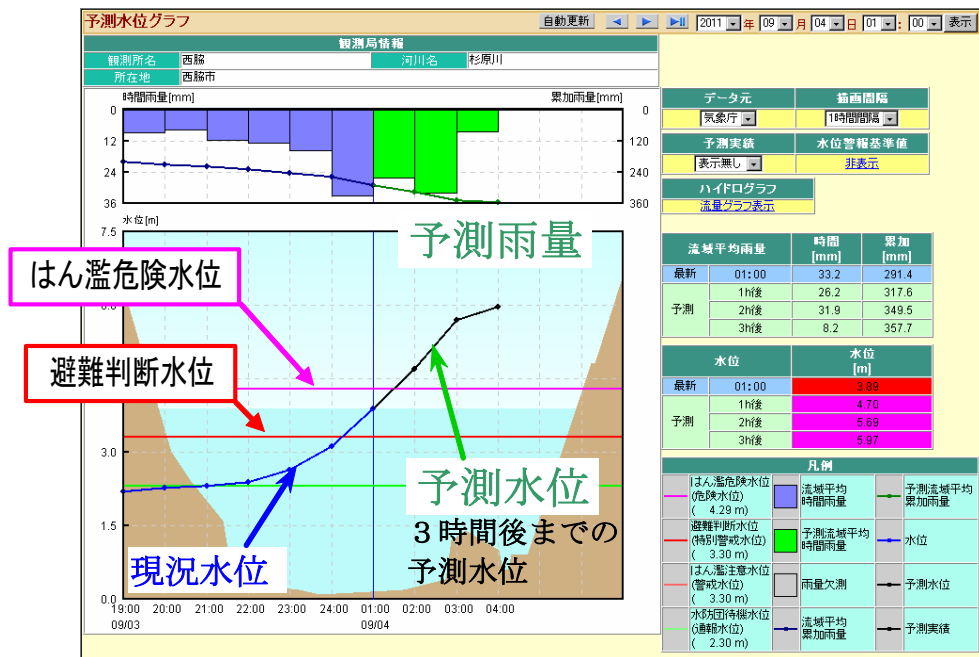 予測水位グラフ
自動更新
2011 年 09 月 04 日 01 : 00 表示
観測局情報
観測所名 西脇 河川名 杉原川
所在地 西脇市
時間雨量[mm] 累加雨量[mm]
0 0
12 120
24 240
36 360
水位[m]
7.5
予測雨量
はん濫危険水位
避難判断水位
3.0
1.5
0.0
予測水位
3時間後までの
予測水位
現況水位
19:00 20:00 21:00 22:00 23:00 24:00 01:00 02:00 03:00 04:00
09/03 09/04
データ元 描画間隔
気象庁 1時間間隔
予測実績 水位警報基準値
表示無し 非表示
ハイドログラフ
流量グラフ表示
流域平均雨量 時間[mm] 累加[mm]
最新 01:00 33.2 291.4
予測 1h後 26.2 317.6
2h後 31.9 349.5
3h後 8.2 357.7
水位 水位[m]
最新 01:00 3.89
予測 1h後 4.70
2h後 5.69
3h後 5.97
凡例
はん濫危険水位
(危険水位)
( 4.29 m)
流域平均
時間雨量
予測流域平均
累加雨量
避難判断水位
(特別警戒水位)
( 3.30 m)
予測流域平均
時間雨量
水位
はん濫注意水位
(警戒水位)
( 3.30 m)
雨量欠測
予測水位
水防団待機水位
(通報水位)
( 2.30 m)
流域平均
累加雨量
予測実績